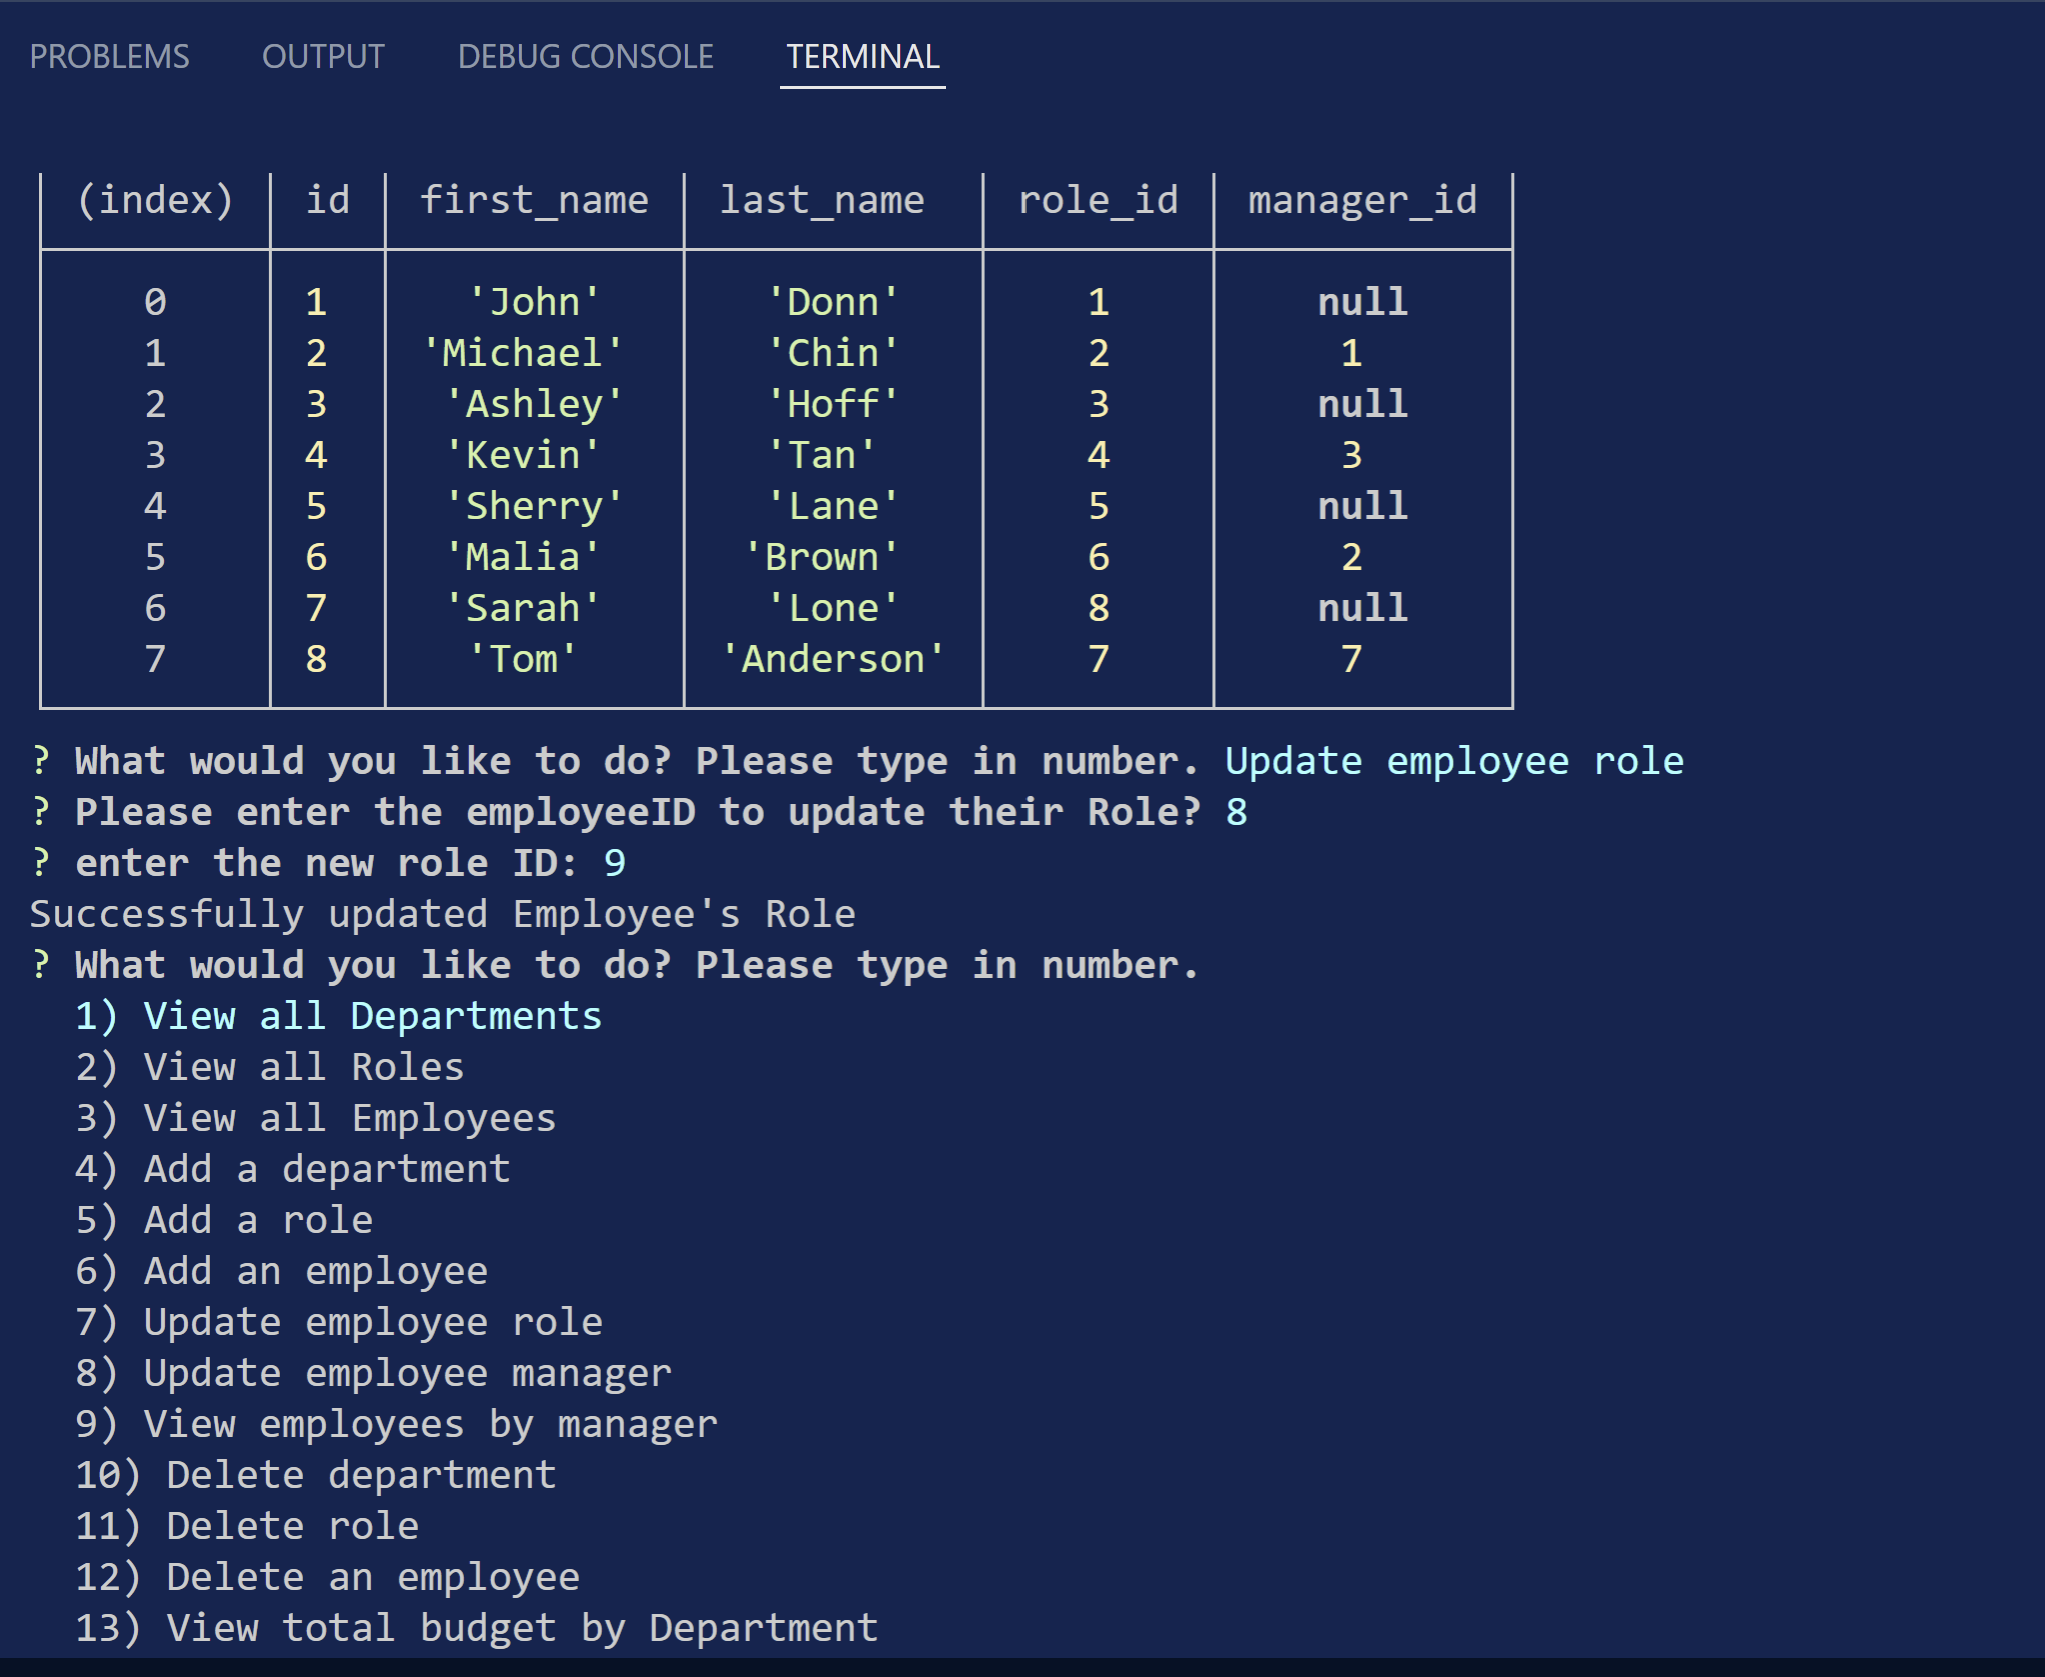 PROBLEMS OUTPUT DEBUG CONSOLE TERMINAL
(index) id first_name last_name role_id manager_id
0 1 'John' 'Donn' 1 null
1 2 'Michael' 'Chin' 2 1
2 3 'Ashley' 'Hoff' 3 null
3 4 'Kevin' 'Tan' 4 3
4 5 'Sherry' 'Lane' 5 null
5 6 'Malia' 'Brown' 6 2
6 7 'Sarah' 'Lone' 8 null
7 8 'Tom' 'Anderson' 7 7
? What would you like to do? Please type in number. Update employee role
? Please enter the employeeID to update their Role? 8
? enter the new role ID: 9
Successfully updated Employee's Role
? What would you like to do? Please type in number.
1) View all Departments
2) View all Roles
3) View all Employees
4) Add a department
5) Add a role
6) Add an employee
7) Update employee role
8) Update employee manager
9) View employees by manager
10) Delete department
11) Delete role
12) Delete an employee
13) View total budget by Department